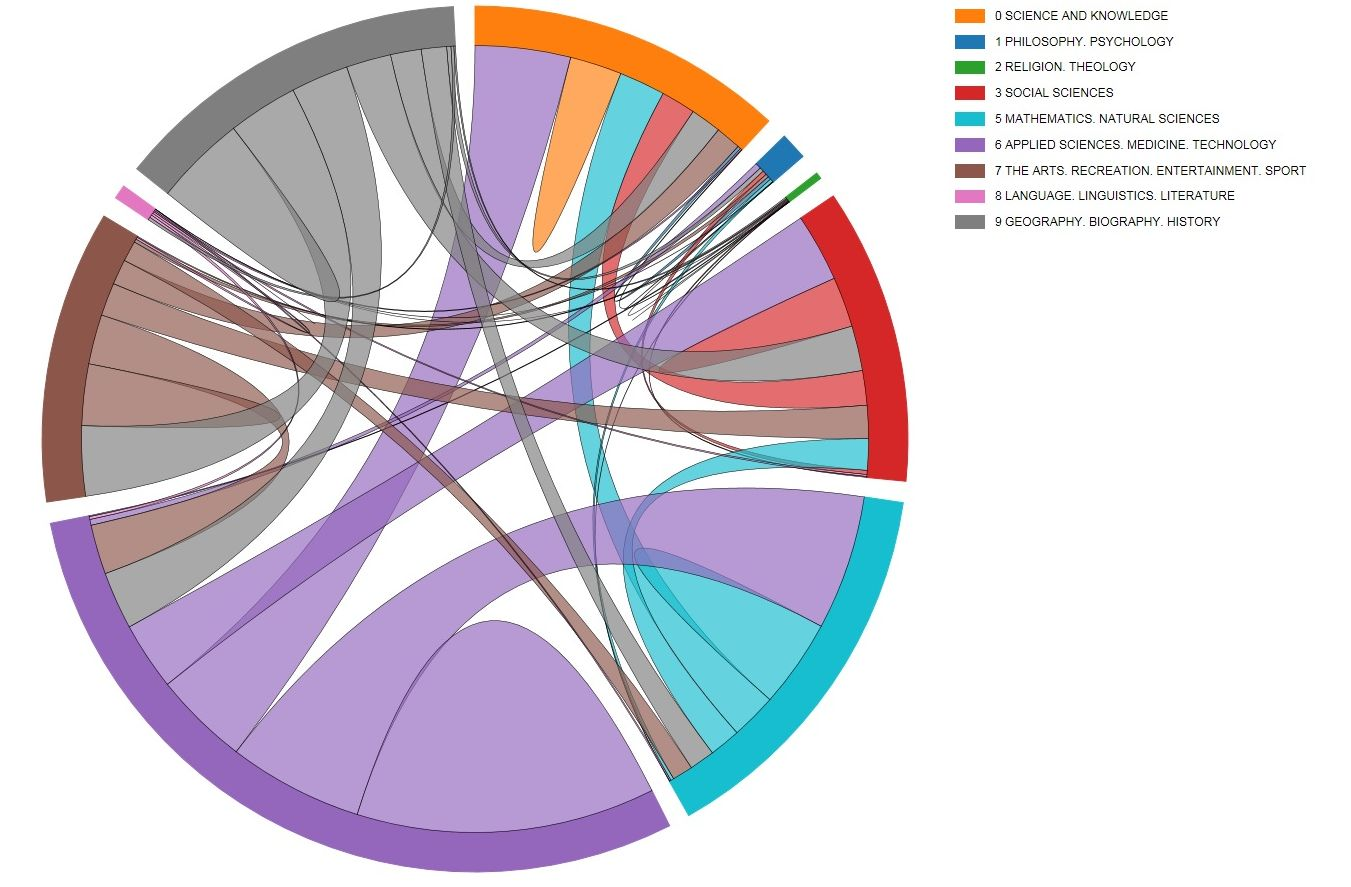 0 SCIENCE AND KNOWLEDGE
1 PHILOSOPHY. PSYCHOLOGY
2 RELIGION. THEOLOGY
3 SOCIAL SCIENCES
5 MATHEMATICS. NATURAL SCIENCES
6 APPLIED SCIENCES. MEDICINE. TECHNOLOGY
7 THE ARTS. RECREATION. ENTERTAINMENT. SPORT
8 LANGUAGE. LINGUISTICS. LITERATURE
9 GEOGRAPHY. BIOGRAPHY. HISTORY